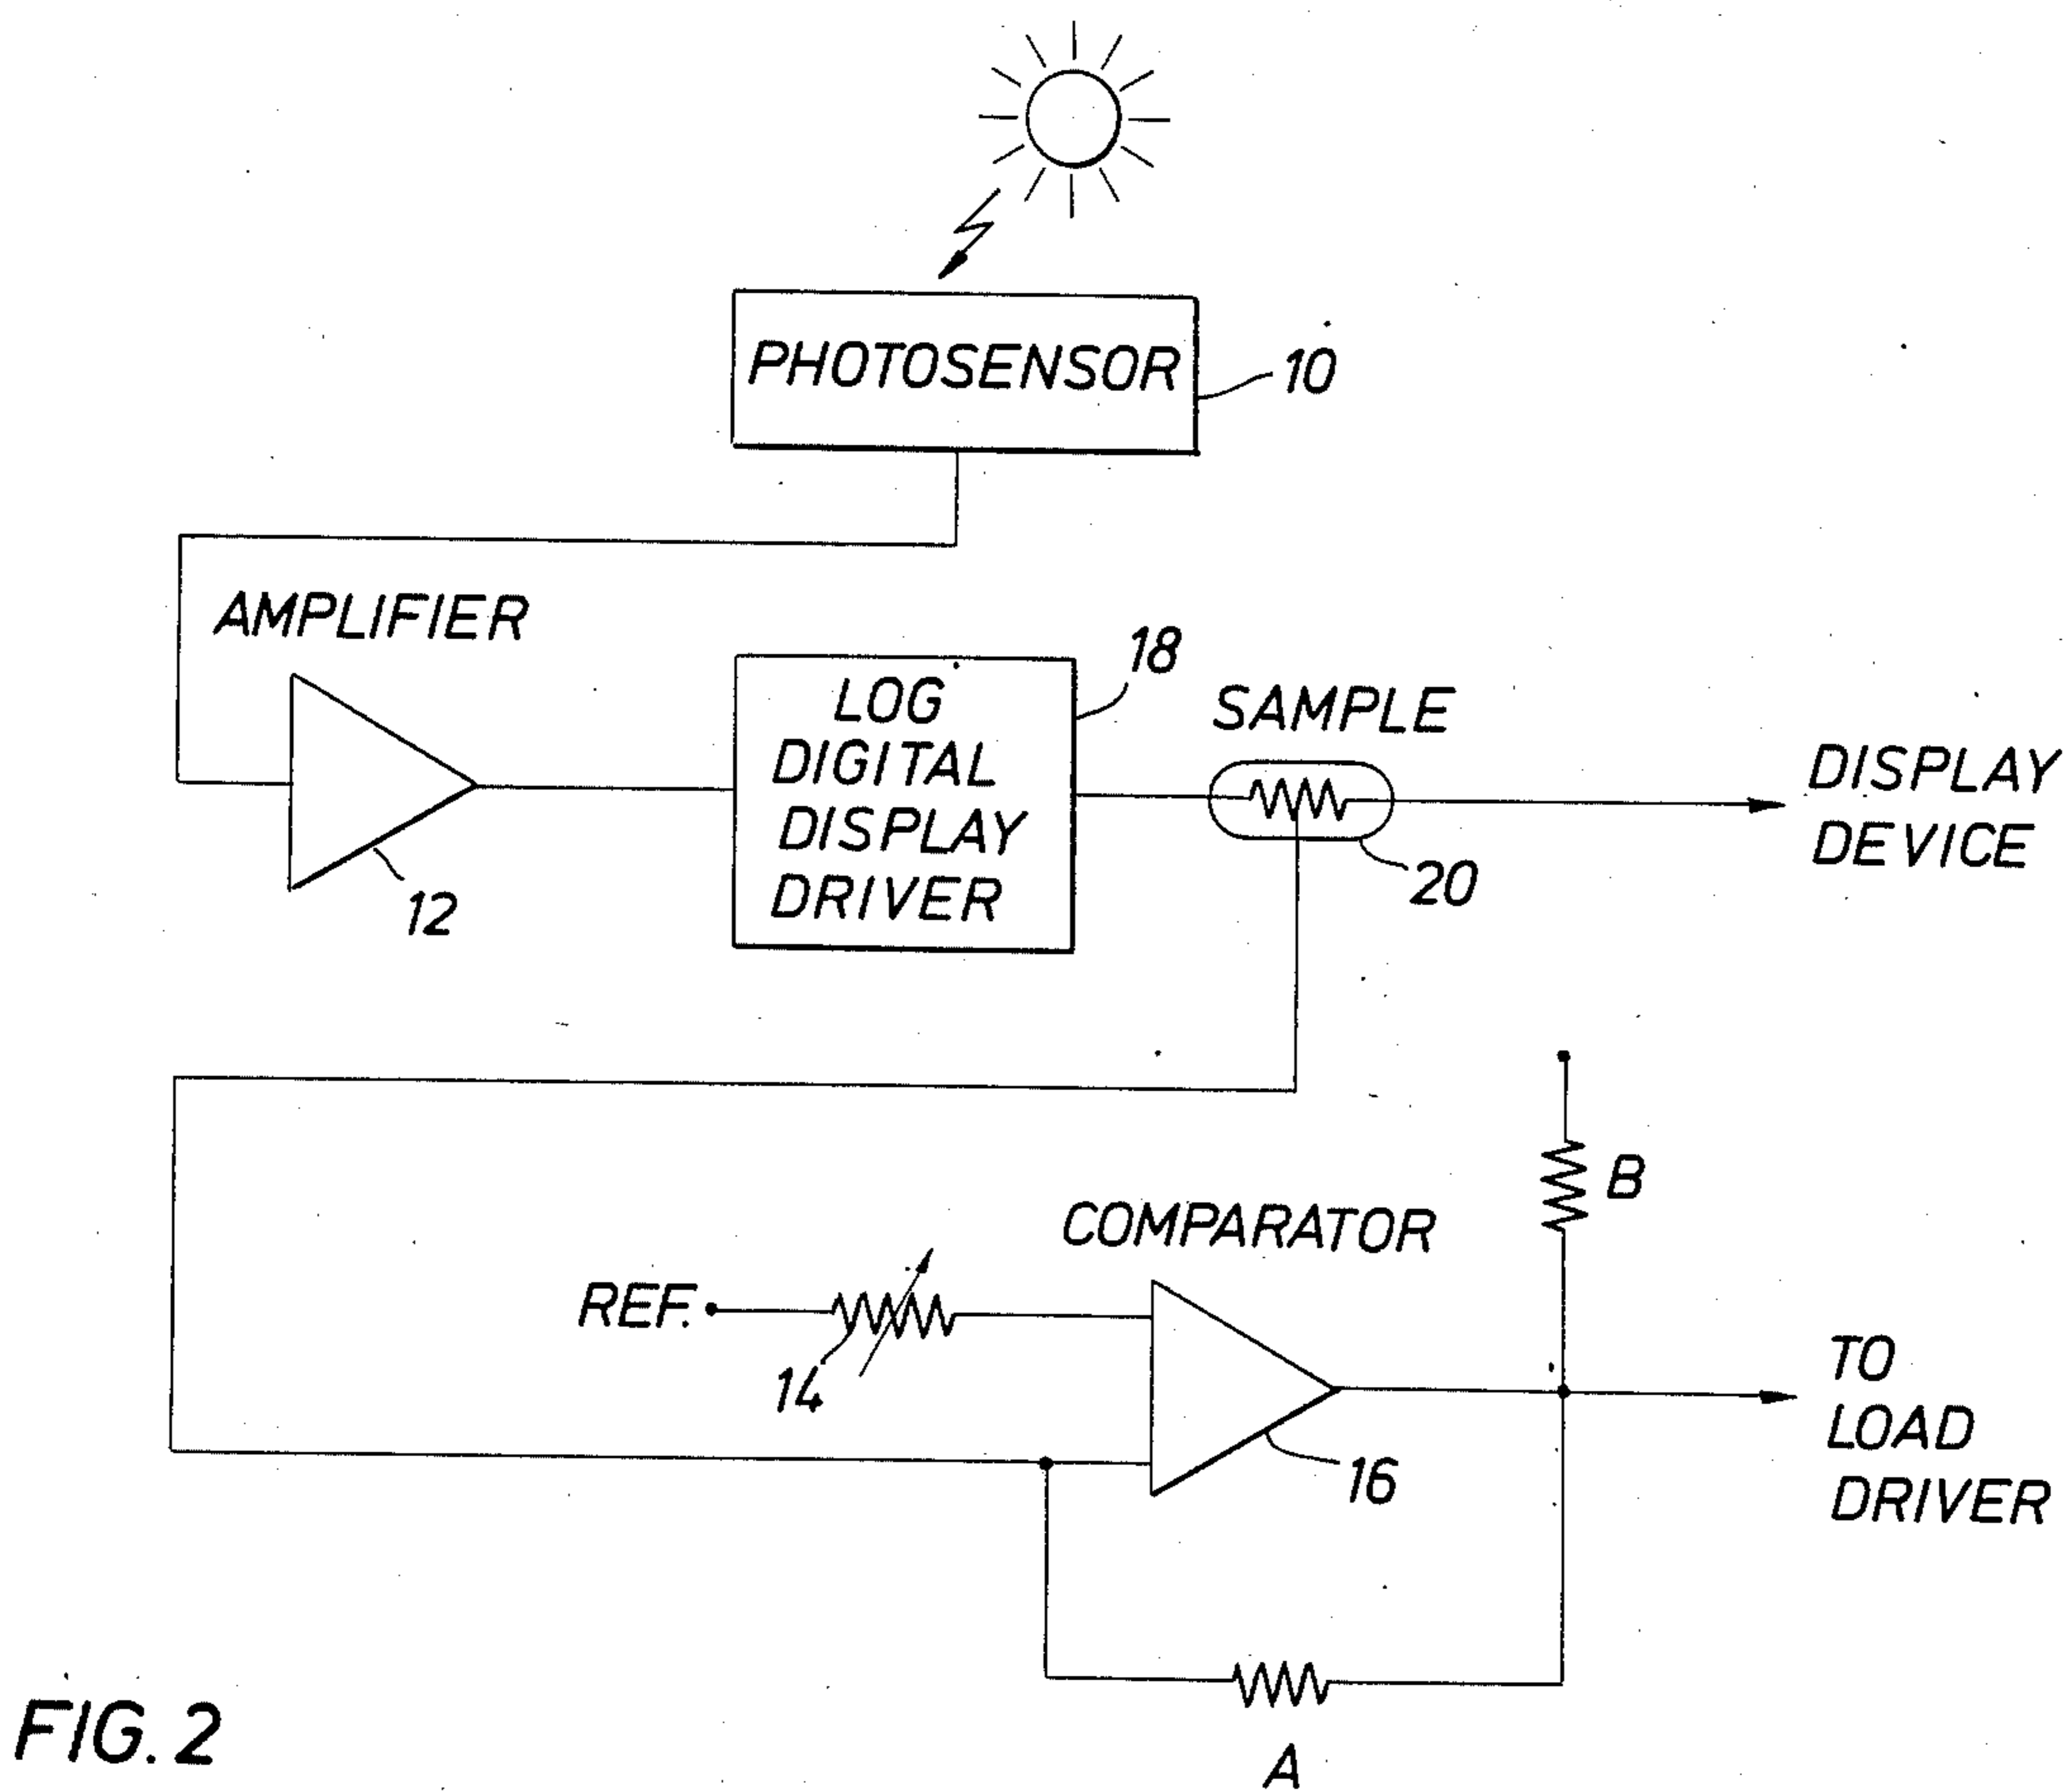 PHOTOSENSOR
10
AMPLIFIER
12
LOG
DIGITAL
DISPLAY
DRIVER
18
SAMPLE
20
DISPLAY
DEVICE
B
COMPARATOR
REF.
14
16
TO
LOAD
DRIVER
A
FIG. 2